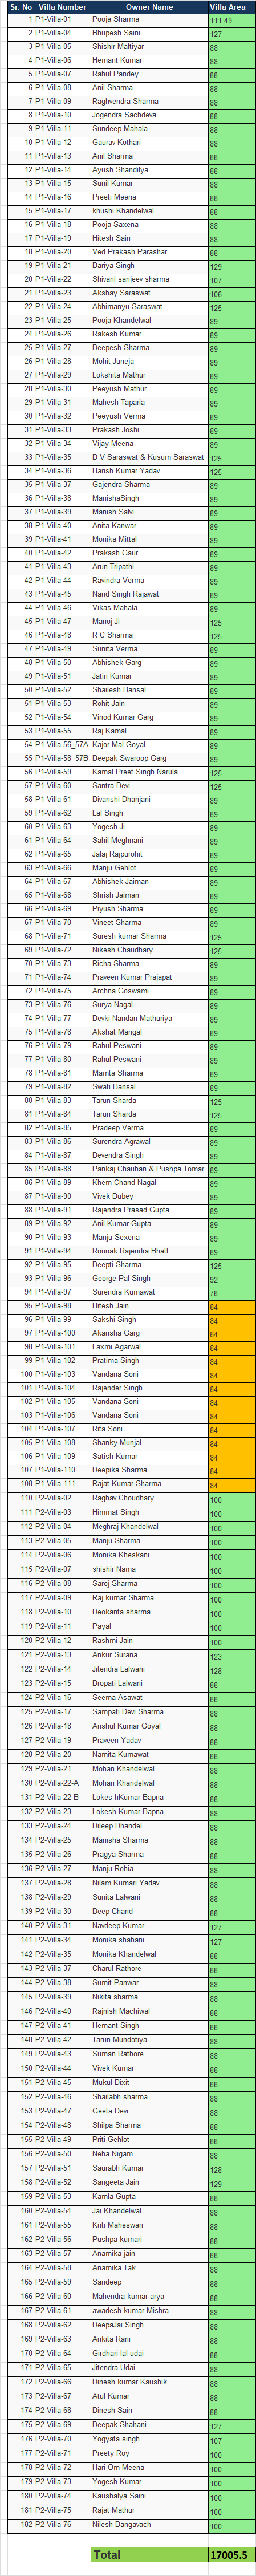 Sr. No Villa Number Owner Name Villa Area
1 P1-Villa-01 Pooja Sharma 111.49
2 P1-Villa-04 Bhupesh Saini 127
3 P1-Villa-05 Shishir Maltiyar 88
4 P1-Villa-06 Hemant Kumar 88
5 P1-Villa-07 Rahul Pandey 88
6 P1-Villa-08 Anil Sharma 88
7 P1-Villa-09 Raghvendra Sharma 88
8 P1-Villa-10 Jogendra Sachdeva 88
9 P1-Villa-11 Sundeep Mahala 88
10 P1-Villa-12 Gaurav Kothari 88
11 P1-Villa-13 Anil Sharma 88
12 P1-Villa-14 Ayush Shandilya 88
13 P1-Villa-15 Sunil Kumar 88
14 P1-Villa-16 Preeti Meena 88
15 P1-Villa-17 khushi Khandelwal 88
16 P1-Villa-18 Pooja Saxena 88
17 P1-Villa-19 Hitesh Sain 88
18 P1-Villa-20 Ved Prakash Parashar 88
19 P1-Villa-21 Dariya Singh 129
20 P1-Villa-22 Shivani sanjeev sharma 107
21 P1-Villa-23 Akshay Saraswat 106
22 P1-Villa-24 Abhimanyu Saraswat 125
23 P1-Villa-25 Pooja Khandelwal 89
24 P1-Villa-26 Rakesh Kumar 89
25 P1-Villa-27 Deepesh Sharma 89
26 P1-Villa-28 Mohit Juneja 89
27 P1-Villa-29 Lokshita Mathur 89
28 P1-Villa-30 Peeyush Mathur 89
29 P1-Villa-31 Mahesh Taparia 89
30 P1-Villa-32 Peeyush Verma 89
31 P1-Villa-33 Prakash Joshi 89
32 P1-Villa-34 Vijay Meena 89
33 P1-Villa-35 D V Saraswat & Kusum Saraswat 125
34 P1-Villa-36 Harish Kumar Yadav 125
35 P1-Villa-37 Gajendra Sharma 89
36 P1-Villa-38 ManishaSingh 89
37 P1-Villa-39 Manish Salvi 89
38 P1-Villa-40 Anita Kanwar 89
39 P1-Villa-41 Monika Mittal 89
40 P1-Villa-42 Prakash Gaur 89
41 P1-Villa-43 Arun Tripathi 89
42 P1-Villa-44 Ravindra Verma 89
43 P1-Villa-45 Nand Singh Rajawat 89
44 P1-Villa-46 Vikas Mahala 89
45 P1-Villa-47 Manoj Ji 125
46 P1-Villa-48 R C Sharma 125
47 P1-Villa-49 Sunita Verma 89
48 P1-Villa-50 Abhishek Garg 89
49 P1-Villa-51 Jatin Kumar 89
50 P1-Villa-52 Shailesh Bansal 89
51 P1-Villa-53 Rohit Jain 89
52 P1-Villa-54 Vinod Kumar Garg 89
53 P1-Villa-55 Raj Kamal 89
54 P1-Villa-56_57A Kajor Mal Goyal 89
55 P1-Villa-58_57B Deepak Swaroop Garg 89
56 P1-Villa-59 Kamal Preet Singh Narula 125
57 P1-Villa-60 Santra Devi 125
58 P1-Villa-61 Divanshi Dhanjani 89
59 P1-Villa-62 Lal Singh 89
60 P1-Villa-63 Yogesh Ji 89
61 P1-Villa-64 Sahil Meghnani 89
62 P1-Villa-65 Jalaj Rajpurohit 89
63 P1-Villa-66 Manju Gehlot 89
64 P1-Villa-67 Abhishek Jaiman 89
65 P1-Villa-68 Shrish Jaiman 89
66 P1-Villa-69 Piyush Sharma 89
67 P1-Villa-70 Vineet Sharma 89
68 P1-Villa-71 Suresh kumar Sharma 125
69 P1-Villa-72 Nikesh Chaudhary 125
70 P1-Villa-73 Richa Sharma 89
71 P1-Villa-74 Praveen Kumar Prajapat 89
72 P1-Villa-75 Archna Goswami 89
73 P1-Villa-76 Surya Nagal 89
74 P1-Villa-77 Devki Nandan Mathuriya 89
75 P1-Villa-78 Akshat Mangal 89
76 P1-Villa-79 Rahul Peswani 89
77 P1-Villa-80 Rahul Peswani 89
78 P1-Villa-81 Mamta Sharma 89
79 P1-Villa-82 Swati Bansal 89
80 P1-Villa-83 Tarun Sharda 125
81 P1-Villa-84 Tarun Sharda 125
82 P1-Villa-85 Pradeep Verma 89
83 P1-Villa-86 Surendra Agrawal 89
84 P1-Villa-87 Devendra Singh 89
85 P1-Villa-88 Pankaj Chauhan & Pushpa Tomar 89
86 P1-Villa-89 Khem Chand Nagal 89
87 P1-Villa-90 Vivek Dubey 89
88 P1-Villa-91 Rajendra Prasad Gupta 89
89 P1-Villa-92 Anil Kumar Gupta 89
90 P1-Villa-93 Manju Sexena 89
91 P1-Villa-94 Rounak Rajendra Bhatt 89
92 P1-Villa-95 Deepti Sharma 125
93 P1-Villa-96 George Pal Singh 92
94 P1-Villa-97 Surendra Kumawat 78
95 P1-Villa-98 Hitesh Jain 84
96 P1-Villa-99 Sakshi Singh 84
97 P1-Villa-100 Akansha Garg 84
98 P1-Villa-101 Laxmi Agarwal 84
99 P1-Villa-102 Pratima Singh 84
100 P1-Villa-103 Vandana Soni 84
101 P1-Villa-104 Rajender Singh 84
102 P1-Villa-105 Vandana Soni 84
103 P1-Villa-106 Vandana Soni 84
104 P1-Villa-107 Rita Soni 84
105 P1-Villa-108 Shanky Munjal 84
106 P1-Villa-109 Satish Kumar 84
107 P1-Villa-110 Deepika Sharma 84
108 P1-Villa-111 Rajat Kumar Sharma 84
110 P2-Villa-02 Raghav Choudhary 100
111 P2-Villa-03 Himmat Singh 100
112 P2-Villa-04 Meghraj Khandelwal 100
113 P2-Villa-05 Manju Sharma 100
114 P2-Villa-06 Monika Kheskani 100
115 P2-Villa-07 shishir Nama 100
116 P2-Villa-08 Saroj Sharma 100
117 P2-Villa-09 Raj kumar Sharma 100
118 P2-Villa-10 Deokanta sharma 100
119 P2-Villa-11 Payal 100
120 P2-Villa-12 Rashmi Jain 100
121 P2-Villa-13 Ankur Surana 123
122 P2-Villa-14 Jitendra Lalwani 128
123 P2-Villa-15 Dropati Lalwani 88
124 P2-Villa-16 Seema Asawat 88
125 P2-Villa-17 Sampati Devi Sharma 88
126 P2-Villa-18 Anshul Kumar Goyal 88
127 P2-Villa-19 Praveen Yadav 88
128 P2-Villa-20 Namita Kumawat 88
129 P2-Villa-21 Mohan Khandelwal 88
130 P2-Villa-22-A Mohan Khandelwal 88
131 P2-Villa-22-B Lokes hKumar Bapna 88
132 P2-Villa-23 Lokesh Kumar Bapna 88
133 P2-Villa-24 Dileep Dhandel 88
134 P2-Villa-25 Manisha Sharma 88
135 P2-Villa-26 Pragya Sharma 88
136 P2-Villa-27 Manju Rohia 88
137 P2-Villa-28 Nilam Kumari Yadav 88
138 P2-Villa-29 Sunita Lalwani 88
139 P2-Villa-30 Deep Chand 88
140 P2-Villa-31 Navdeep Kumar 127
141 P2-Villa-34 Monika shahani 127
142 P2-Villa-35 Monika Khandelwal 88
143 P2-Villa-37 Charul Rathore 88
144 P2-Villa-38 Sumit Panwar 88
145 P2-Villa-39 Nikita sharma 88
146 P2-Villa-40 Rajnish Machiwal 88
147 P2-Villa-41 Hemant Singh 88
148 P2-Villa-42 Tarun Mundotiya 88
149 P2-Villa-43 Suman Rathore 88
150 P2-Villa-44 Vivek Kumar 88
151 P2-Villa-45 Mukul Dixit 88
152 P2-Villa-46 Shailabh sharma 88
153 P2-Villa-47 Geeta Devi 88
154 P2-Villa-48 Shilpa Sharma 88
155 P2-Villa-49 Priti Gehlot 88
156 P2-Villa-50 Neha Nigam 88
157 P2-Villa-51 Saurabh Kumar 128
158 P2-Villa-52 Sangeeta Jain 129
159 P2-Villa-53 Kamla Gupta 88
160 P2-Villa-54 Jai Khandelwal 88
161 P2-Villa-55 Kriti Maheswari 88
162 P2-Villa-56 Pushpa kumari 88
163 P2-Villa-57 Anamika jain 88
164 P2-Villa-58 Anamika Tak 88
165 P2-Villa-59 Sandeep 88
166 P2-Villa-60 Mahendra kumar arya 88
167 P2-Villa-61 awadesh kumar Mishra 88
168 P2-Villa-62 DeepaJai Singh 88
169 P2-Villa-63 Ankita Rani 88
170 P2-Villa-64 Girdhari lal udai 88
171 P2-Villa-65 Jitendra Udai 88
172 P2-Villa-66 Dinesh kumar Kaushik 88
173 P2-Villa-67 Atul Kumar 88
174 P2-Villa-68 Dinesh Sain 88
175 P2-Villa-69 Deepak Shahani 127
176 P2-Villa-70 Yogyata singh 107
177 P2-Villa-71 Preety Roy 100
178 P2-Villa-72 Hari Om Meena 100
179 P2-Villa-73 Yogesh Kumar 100
180 P2-Villa-74 Kaushalya Saini 100
181 P2-Villa-75 Rajat Mathur 100
182 P2-Villa-76 Nilesh Dangavach 100
Total 17005.5